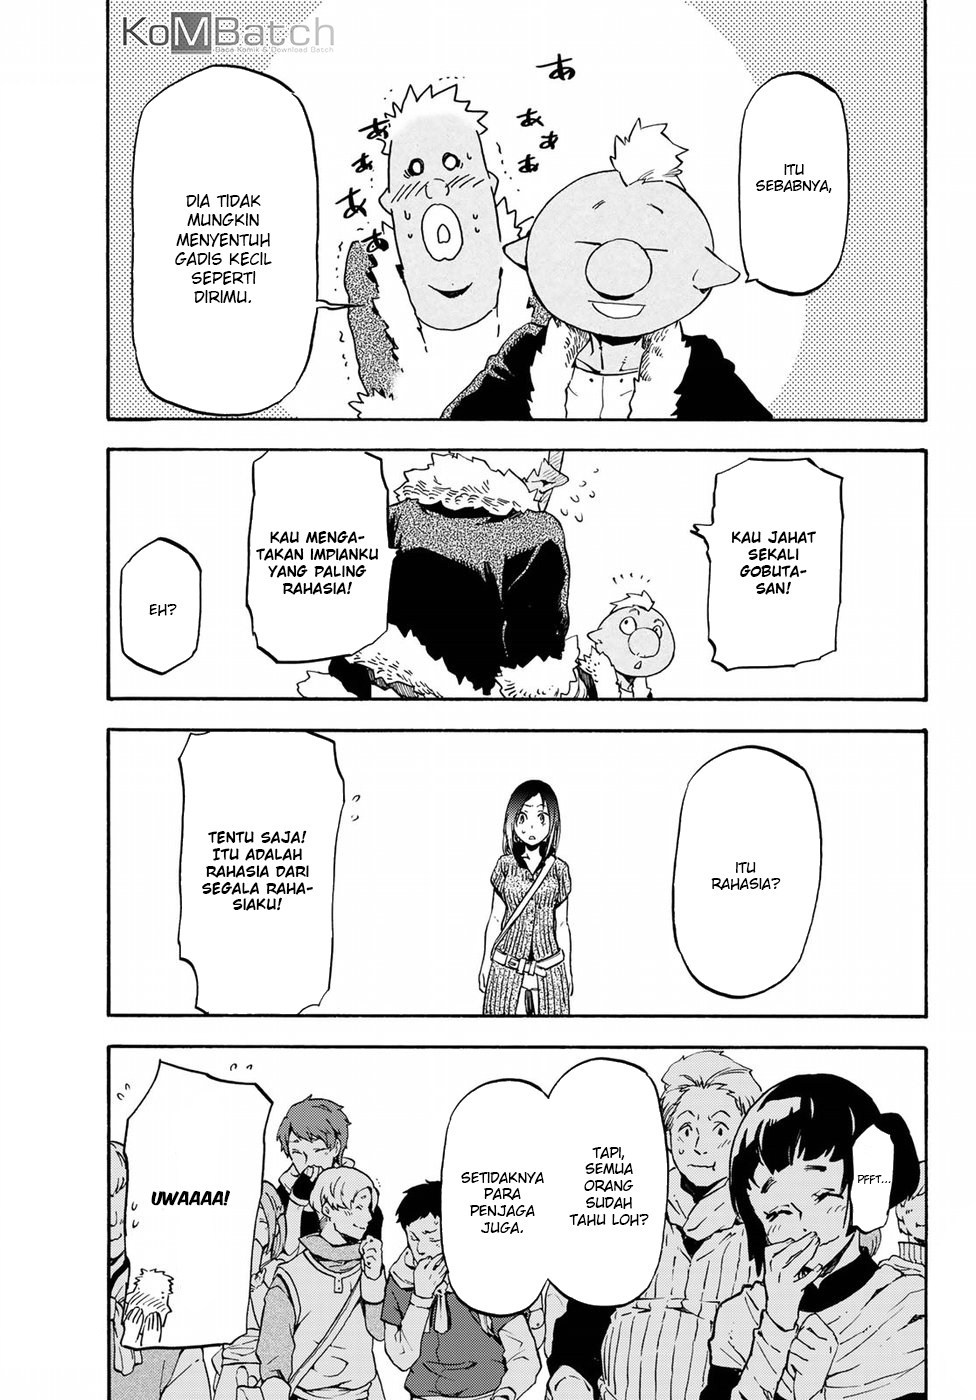 KoMBatch
Baca Komik & Download Batch
ITU
SEBABNYA,
あ
あ
あ
あ
あ
あ
あ
あ
DIA TIDAK
MUNGKIN
MENYENTUH
GADIS KECIL
SEPERTI
DIRIMU.
KAU JAHAT
SEKALI
GOBUTA-
SAN!
KAU MENGA-
TAKAN IMPIANKU
YANG PALING
RAHASIA!
EH?
ITU
RAHASIA?
TENTU SAJA!
ITU ADALAH
RAHASIA DARI
SEGALA RAHA-
SIAKU!
PFFT...
TAPI,
SEMUA
ORANG
SUDAH
TAHU LOH?
SETIDAKNYA
PARA
PENJAGA
JUGA.
UWAAAA!